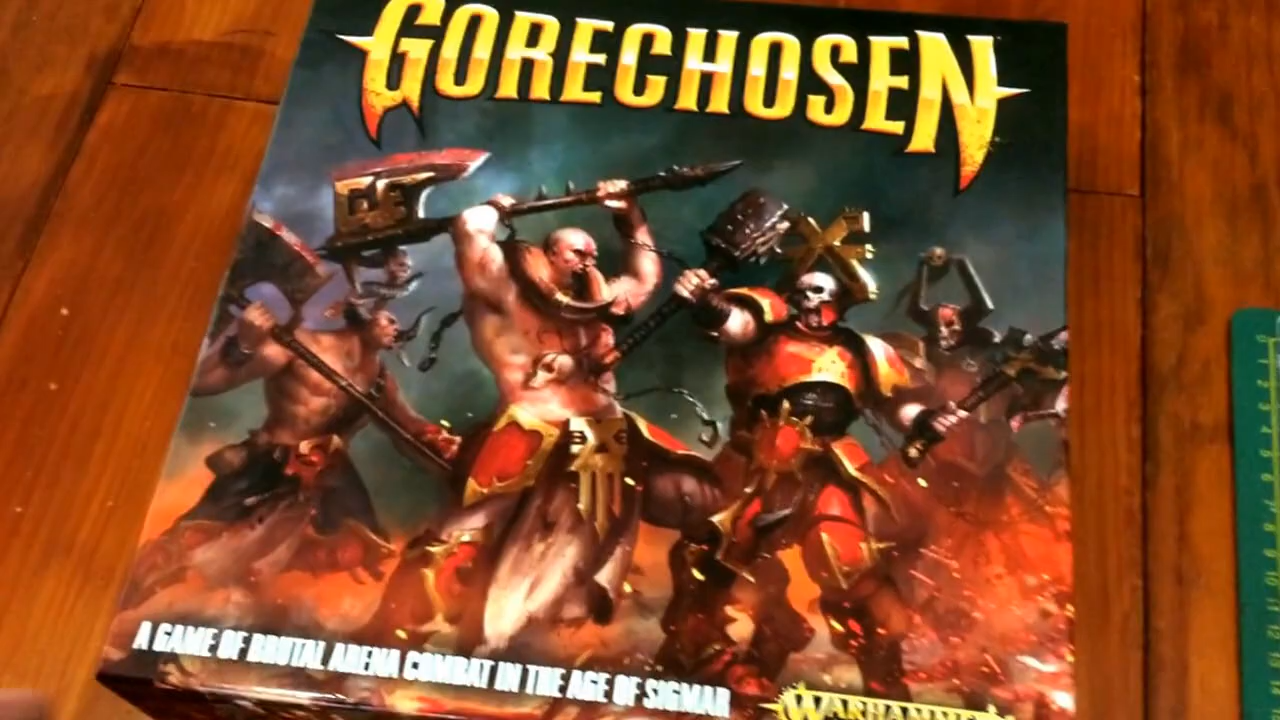 GORECHOSEN
A GAME OF BRUTAL ARENA COMBAT IN THE AGE OF SIGMAR
WARHAMMER